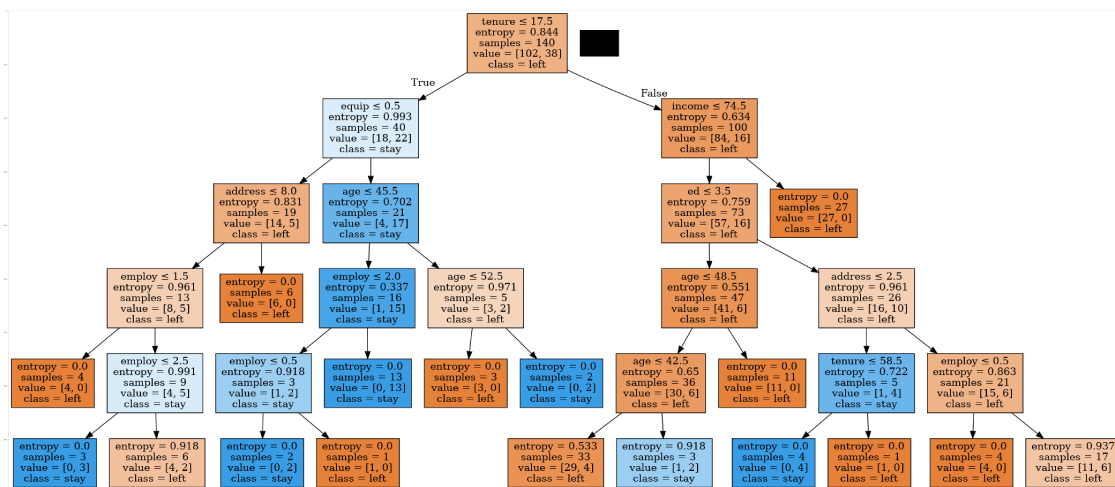 tenure ≤ 17.5
entropy = 0.844
samples = 140
value = [102, 38]
class = left
True
False
equip ≤ 0.5
entropy = 0.993
samples = 40
value = [18, 22]
class = stay
income ≤ 74.5
entropy = 0.634
samples = 100
value = [84, 16]
class = left
address ≤ 8.0
entropy = 0.831
samples = 19
value = [14, 5]
class = left
age ≤ 45.5
entropy = 0.702
samples = 21
value = [4, 17]
class = stay
ed ≤ 3.5
entropy = 0.759
samples = 73
value = [57, 16]
class = left
entropy = 0.0
samples = 27
value = [27, 0]
class = left
employ ≤ 1.5
entropy = 0.961
samples = 13
value = [8, 5]
class = left
entropy = 0.0
samples = 6
value = [6, 0]
class = left
employ ≤ 2.0
entropy = 0.337
samples = 16
value = [1, 15]
class = stay
age ≤ 52.5
entropy = 0.971
samples = 5
value = [3, 2]
class = left
age ≤ 48.5
entropy = 0.551
samples = 47
value = [41, 6]
class = left
address ≤ 2.5
entropy = 0.961
samples = 26
value = [16, 10]
class = left
entropy = 0.0
samples = 4
value = [4, 0]
class = left
employ ≤ 2.5
entropy = 0.991
samples = 9
value = [4, 5]
class = stay
employ ≤ 0.5
entropy = 0.918
samples = 3
value = [1, 2]
class = stay
entropy = 0.0
samples = 13
value = [0, 13]
class = stay
entropy = 0.0
samples = 3
value = [3, 0]
class = left
entropy = 0.0
samples = 2
value = [0, 2]
class = stay
age ≤ 42.5
entropy = 0.65
samples = 36
value = [30, 6]
class = left
entropy = 0.0
samples = 11
value = [11, 0]
class = left
tenure ≤ 58.5
entropy = 0.722
samples = 5
value = [1, 4]
class = stay
employ ≤ 0.5
entropy = 0.863
samples = 21
value = [15, 6]
class = left
entropy = 0.0
samples = 3
value = [0, 3]
class = stay
entropy = 0.918
samples = 6
value = [4, 2]
class = left
entropy = 0.0
samples = 2
value = [0, 2]
class = stay
entropy = 0.0
samples = 1
value = [1, 0]
class = left
entropy = 0.533
samples = 33
value = [29, 4]
class = left
entropy = 0.918
samples = 3
value = [1, 2]
class = stay
entropy = 0.0
samples = 4
value = [0, 4]
class = stay
entropy = 0.0
samples = 1
value = [1, 0]
class = left
entropy = 0.0
samples = 4
value = [4, 0]
class = left
entropy = 0.937
samples = 17
value = [11, 6]
class = left